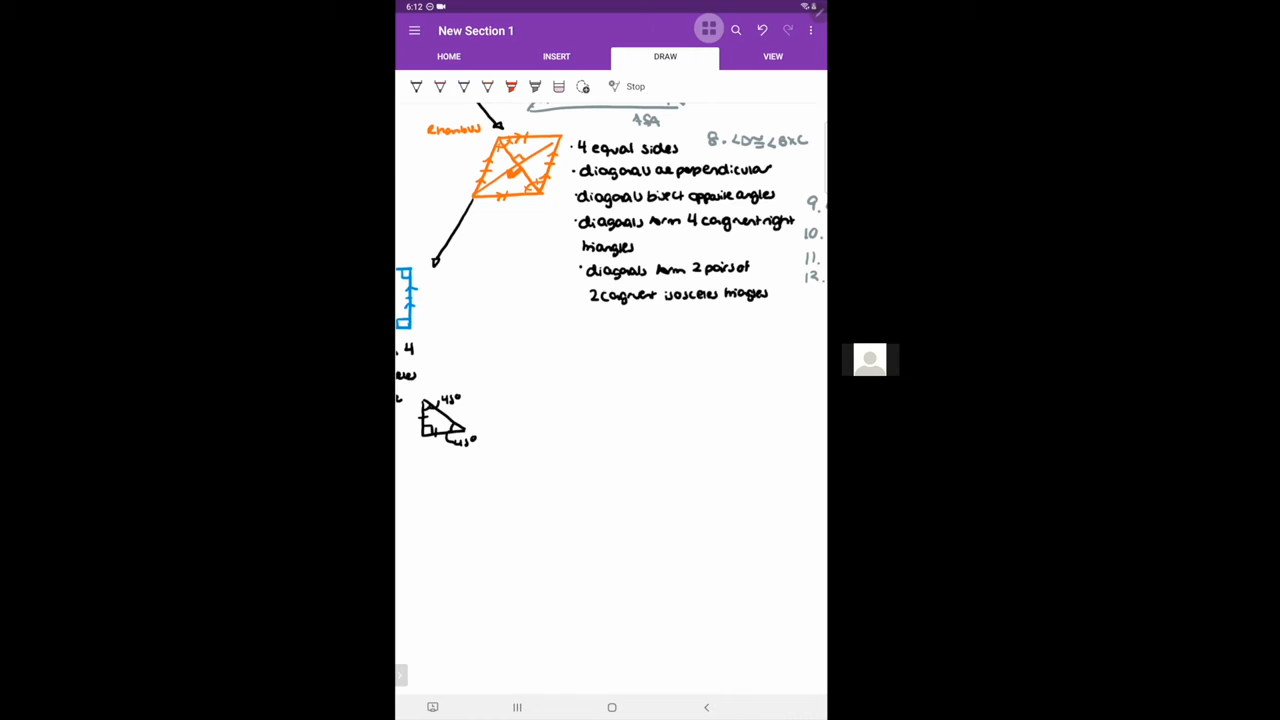 6:12
New Section 1
HOME INSERT DRAW VIEW
Stop
ASA
Rhombus
8. ∠D≅∠BXC
• 4 equal sides
• diagonals are perpendicular
• diagonals bisect opposite angles
9.
• diagonals form 4 congruent right
10.
triangles
11.
• diagonals form 2 pairs of
12.
2 congruent isosceles triangles
. 4
45°
45°